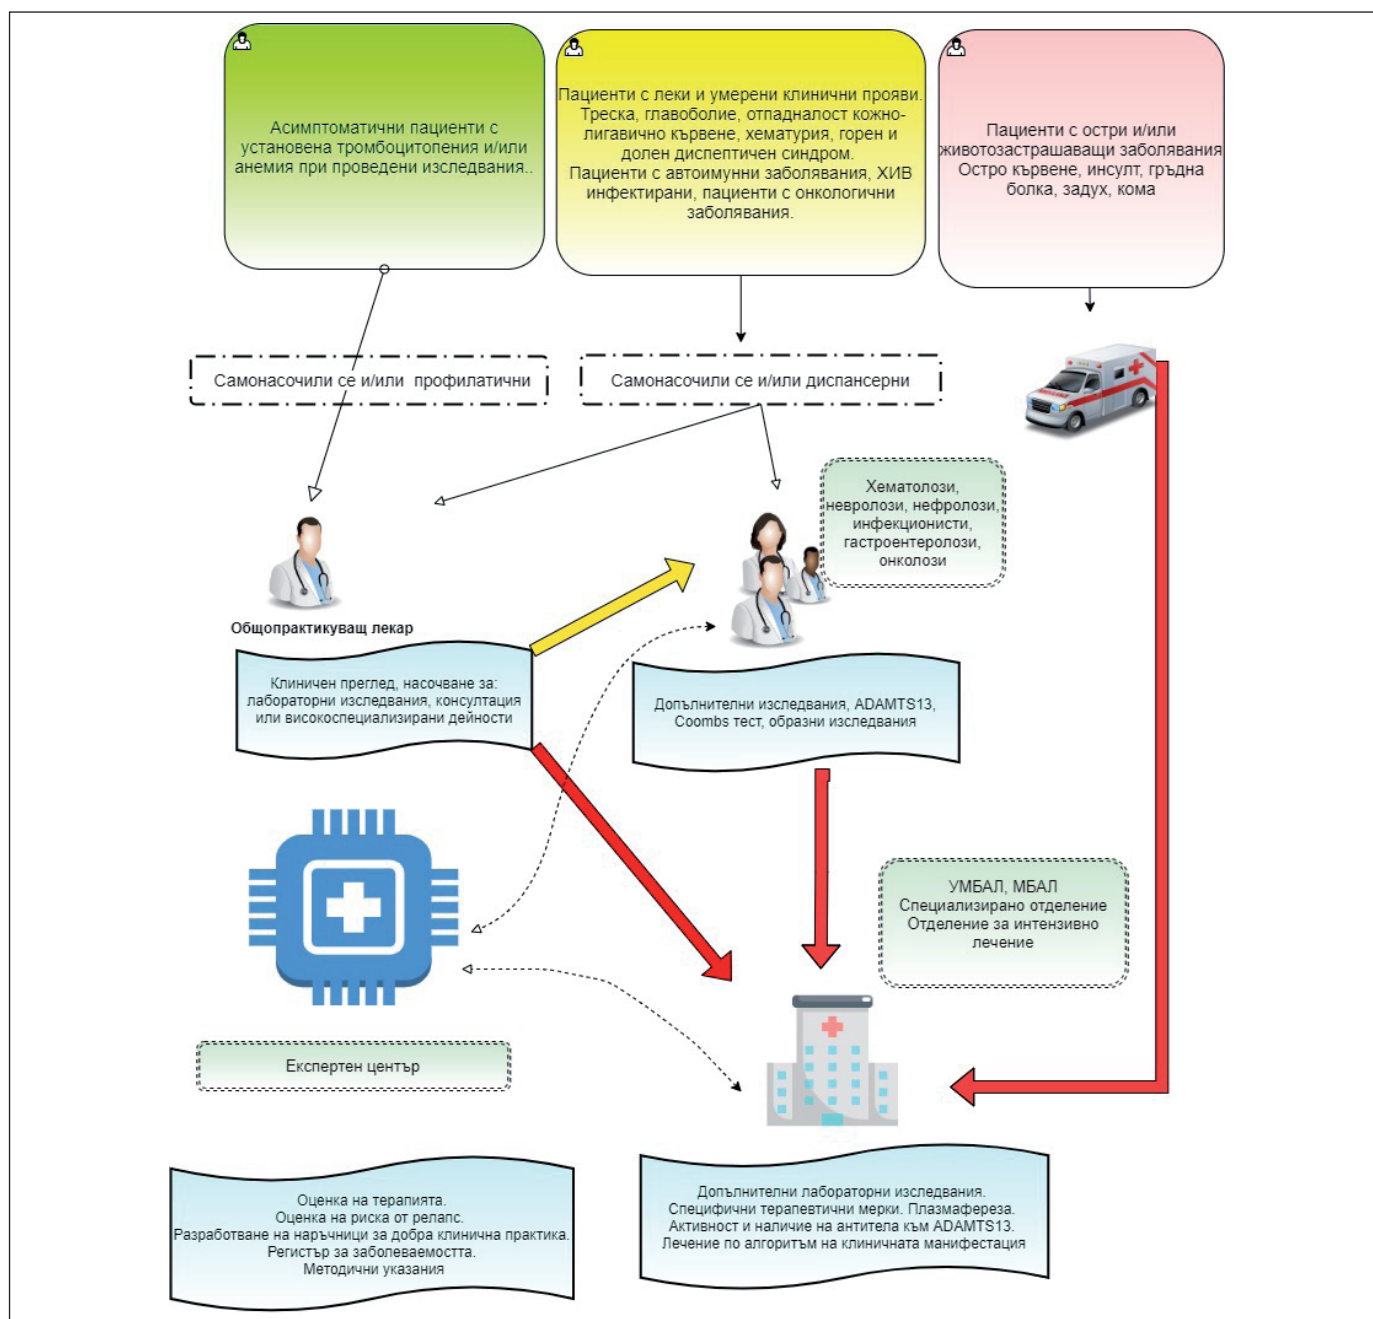 Асимптоматични пациенти с
установена тромбоцитопения и/или
анемия при проведени изследвания..
Пациенти с леки и умерени клинични прояви.
Треска, главоболие, отпадналост кожно-
лигавично кървене, хематурия, горен и
долен диспептичен синдром.
Пациенти с автоимунни заболявания, ХИВ
инфектирани, пациенти с онкологични
заболявания.
Пациенти с остри и/или
животозастрашаващи заболявания
Остро кървене, инсулт, гръдна
болка, задух, кома
Самонасочили се и/или профилатични
Самонасочили се и/или диспансерни
Хематолози,
невролози, нефролози,
инфекционисти,
гастроентеролози,
онколози
Общопрактикуващ лекар
Клиничен преглед, насочване за:
лабораторни изследвания, консултация
или високоспециализирани дейности
Допълнителни изследвания, ADAMTS13,
Coombs тест, образни изследвания
УМБАЛ, МБАЛ
Специализирано отделение
Отделение за интензивно
лечение
Експертен център
Оценка на терапията.
Оценка на риска от релапс.
Разработване на наръчници за добра клинична практика.
Регистър за заболеваемостта.
Методични указания
Допълнителни лабораторни изследвания.
Специфични терапевтични мерки. Плазмафереза.
Активност и наличие на антитела към ADAMTS13.
Лечение по алгоритъм на клиничната манифестация